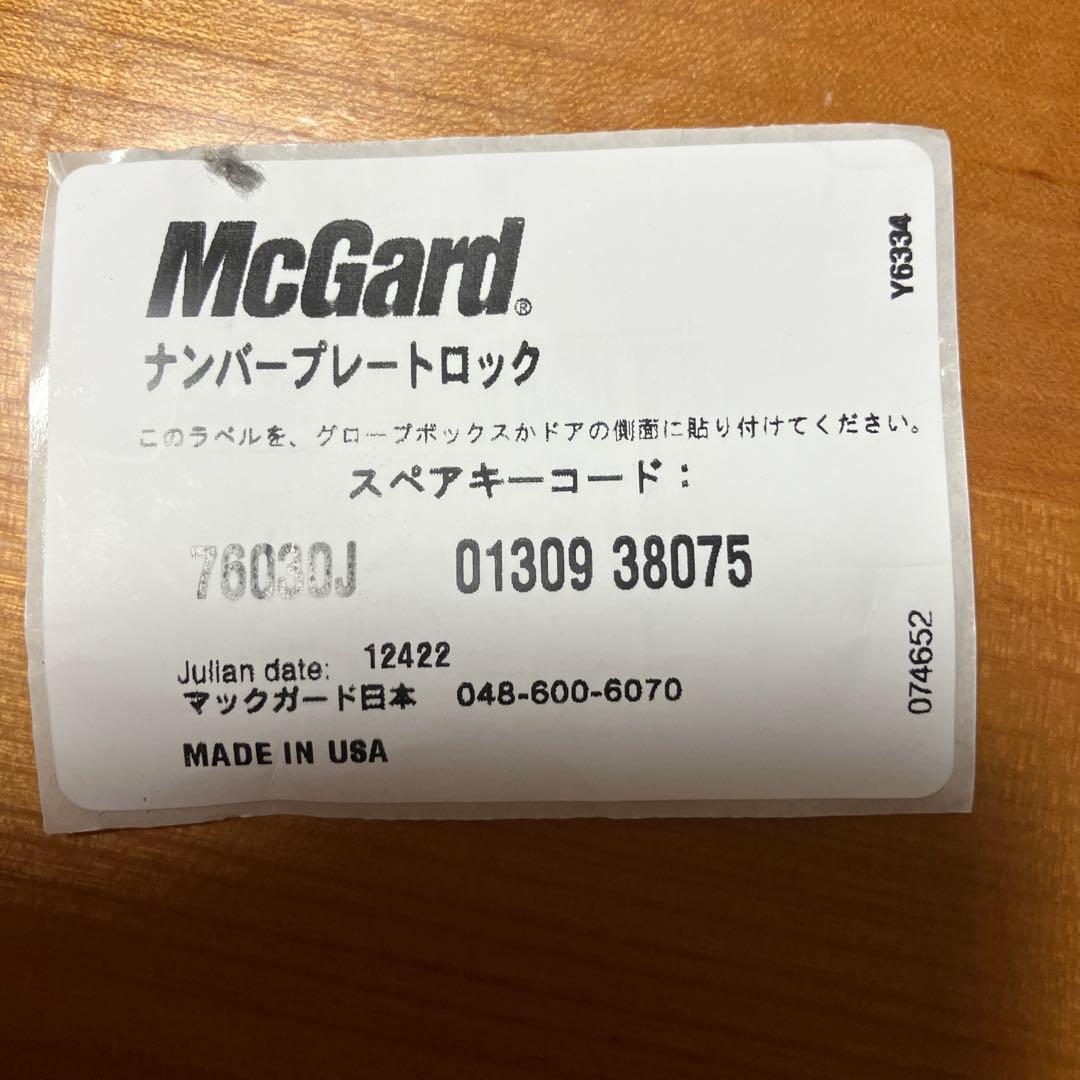 McGard®
ナンバープレートロック
このラベルを、グローブボックスかドアの側面に貼り付けてください。
スペアキーコード：
76030J 01309 38075
Julian date: 12422
マックガード日本 048-600-6070
MADE IN USA
Y6334
074652